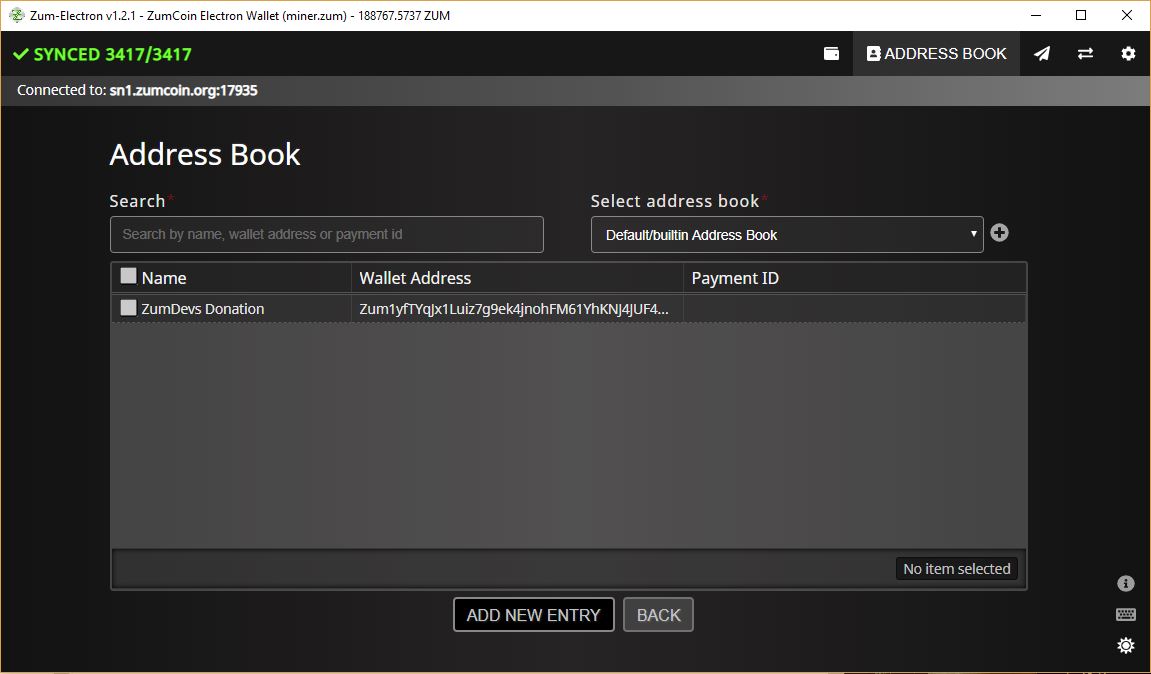 Zum-Electron v1.2.1 - ZumCoin Electron Wallet (miner.zum) - 188767.5737 ZUM
SYNCED 3417/3417
ADDRESS BOOK
Connected to: sn1.zumcoin.org:17935
Address Book
Search* Select address book*
Search by name, wallet address or payment id
Default/builtin Address Book
Name Wallet Address Payment ID
ZumDevs Donation Zum1yfTYqJx1Luiz7g9ek4jnohFM61YhKNJ4JUF4...
No item selected
ADD NEW ENTRY BACK